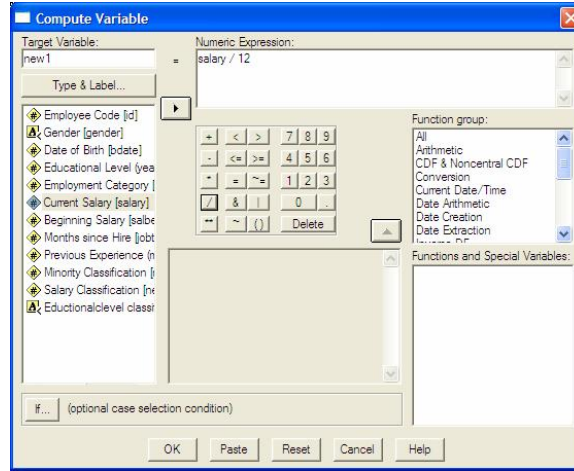 Compute Variable
Target Variable:
new1
=
Numeric Expression:
salary / 12
Type & Label...
Employee Code [id]
Gender [gender]
Date of Birth [bdate]
Educational Level (yea
Employment Category [
Current Salary [salary]
Beginning Salary [salbe
Months since Hire [jobt
Previous Experience (n
Minority Classification [
Salary Classification [ne
Eductionalclevel classif
+ < > 7 8 9
- <= >= 4 5 6
* = ~= 1 2 3
/ & | 0 .
** ~ () Delete
Function group:
All
Arithmetic
CDF & Noncentral CDF
Conversion
Current Date/Time
Date Arithmetic
Date Creation
Date Extraction
Functions and Special Variables:
If... (optional case selection condition)
OK Paste Reset Cancel Help